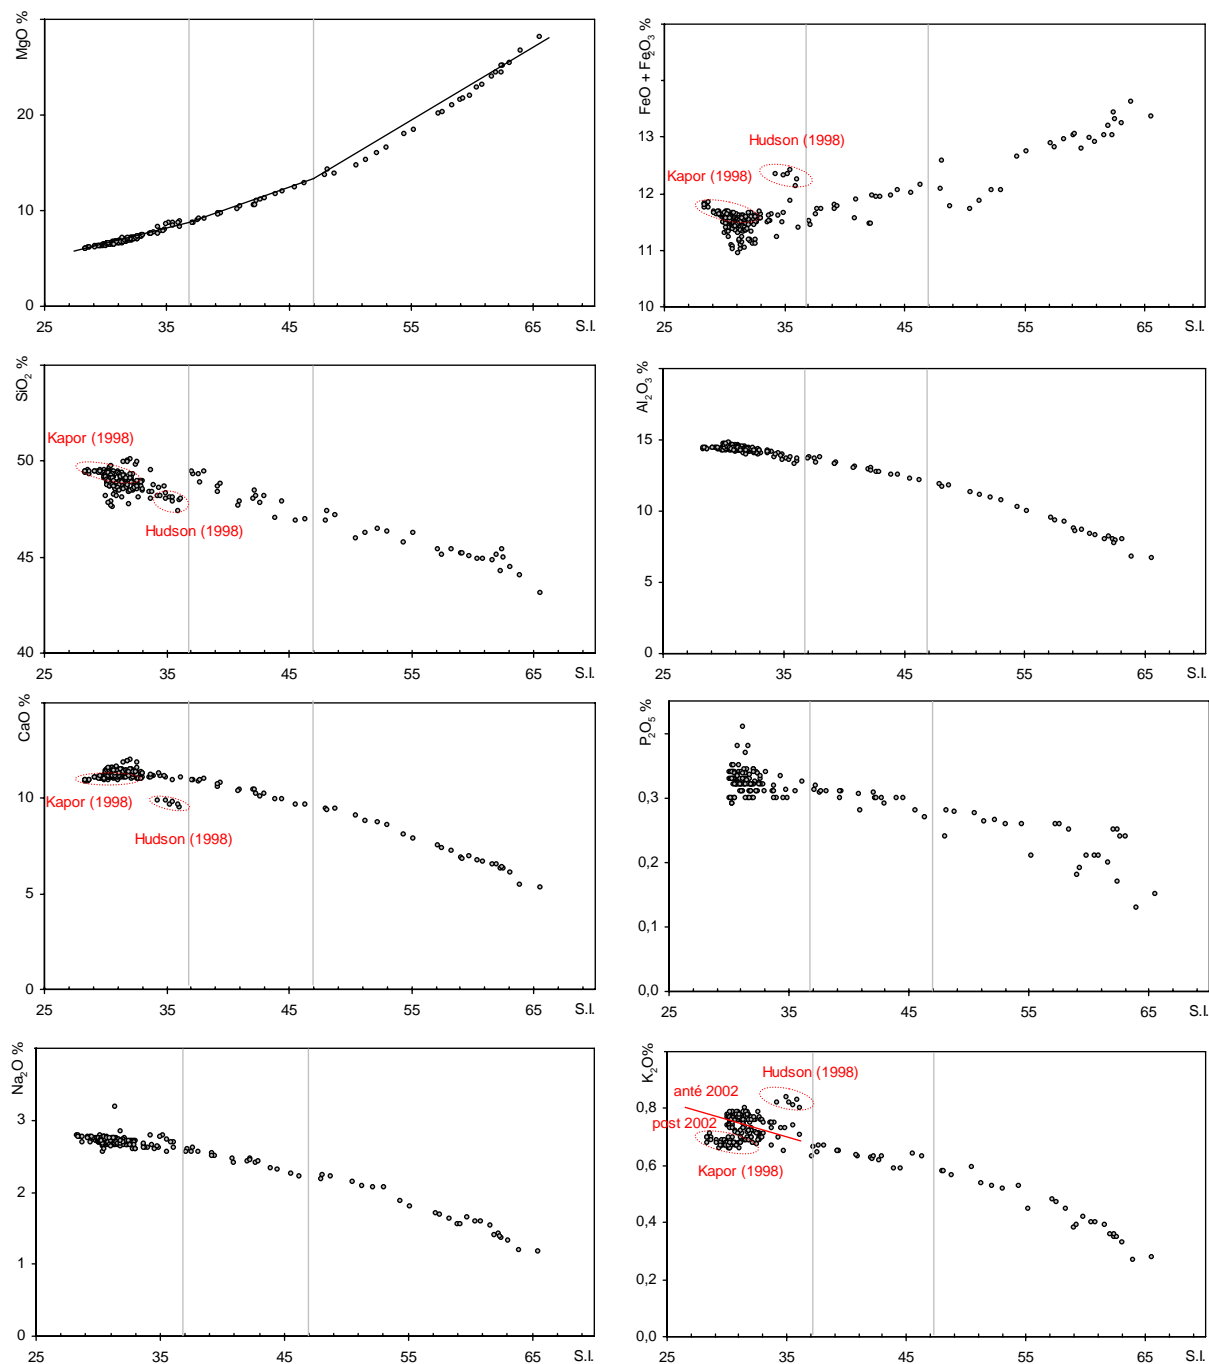 MgO %
20
10
0
25 35 45 55 65 S.I.
FeO + Fe2O3 %
13
12
11
10
Hudson (1998)
Kapor (1998)
25 35 45 55 65 S.I.
SiO2 %
55
50
45
40
Kapor (1998)
Hudson (1998)
25 35 45 55 65 S.I.
Al2O3 %
15
10
5
0
25 35 45 55 65 S.I.
CaO %
10
5
0
Kapor (1998)
Hudson (1998)
25 35 45 55 65 S.I.
P2O5 %
0,3
0,2
0,1
0,0
25 35 45 55 65 S.I.
Na2O %
3
2
1
0
25 35 45 55 65 S.I.
K2O%
0,8
0,6
0,4
0,2
0,0
Hudson (1998)
anté 2002
post 2002
Kapor (1998)
25 35 45 55 65 S.I.